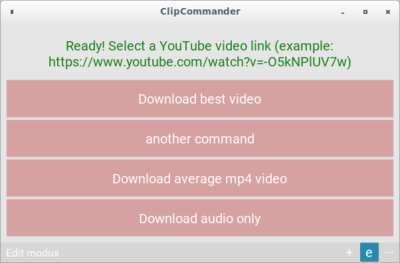 ClipCommander
Ready! Select a YouTube video link (example:
https://www.youtube.com/watch?v=-O5kNPlUV7w)
Download best video
another command
Download average mp4 video
Download audio only
Edit modus
+ e ...